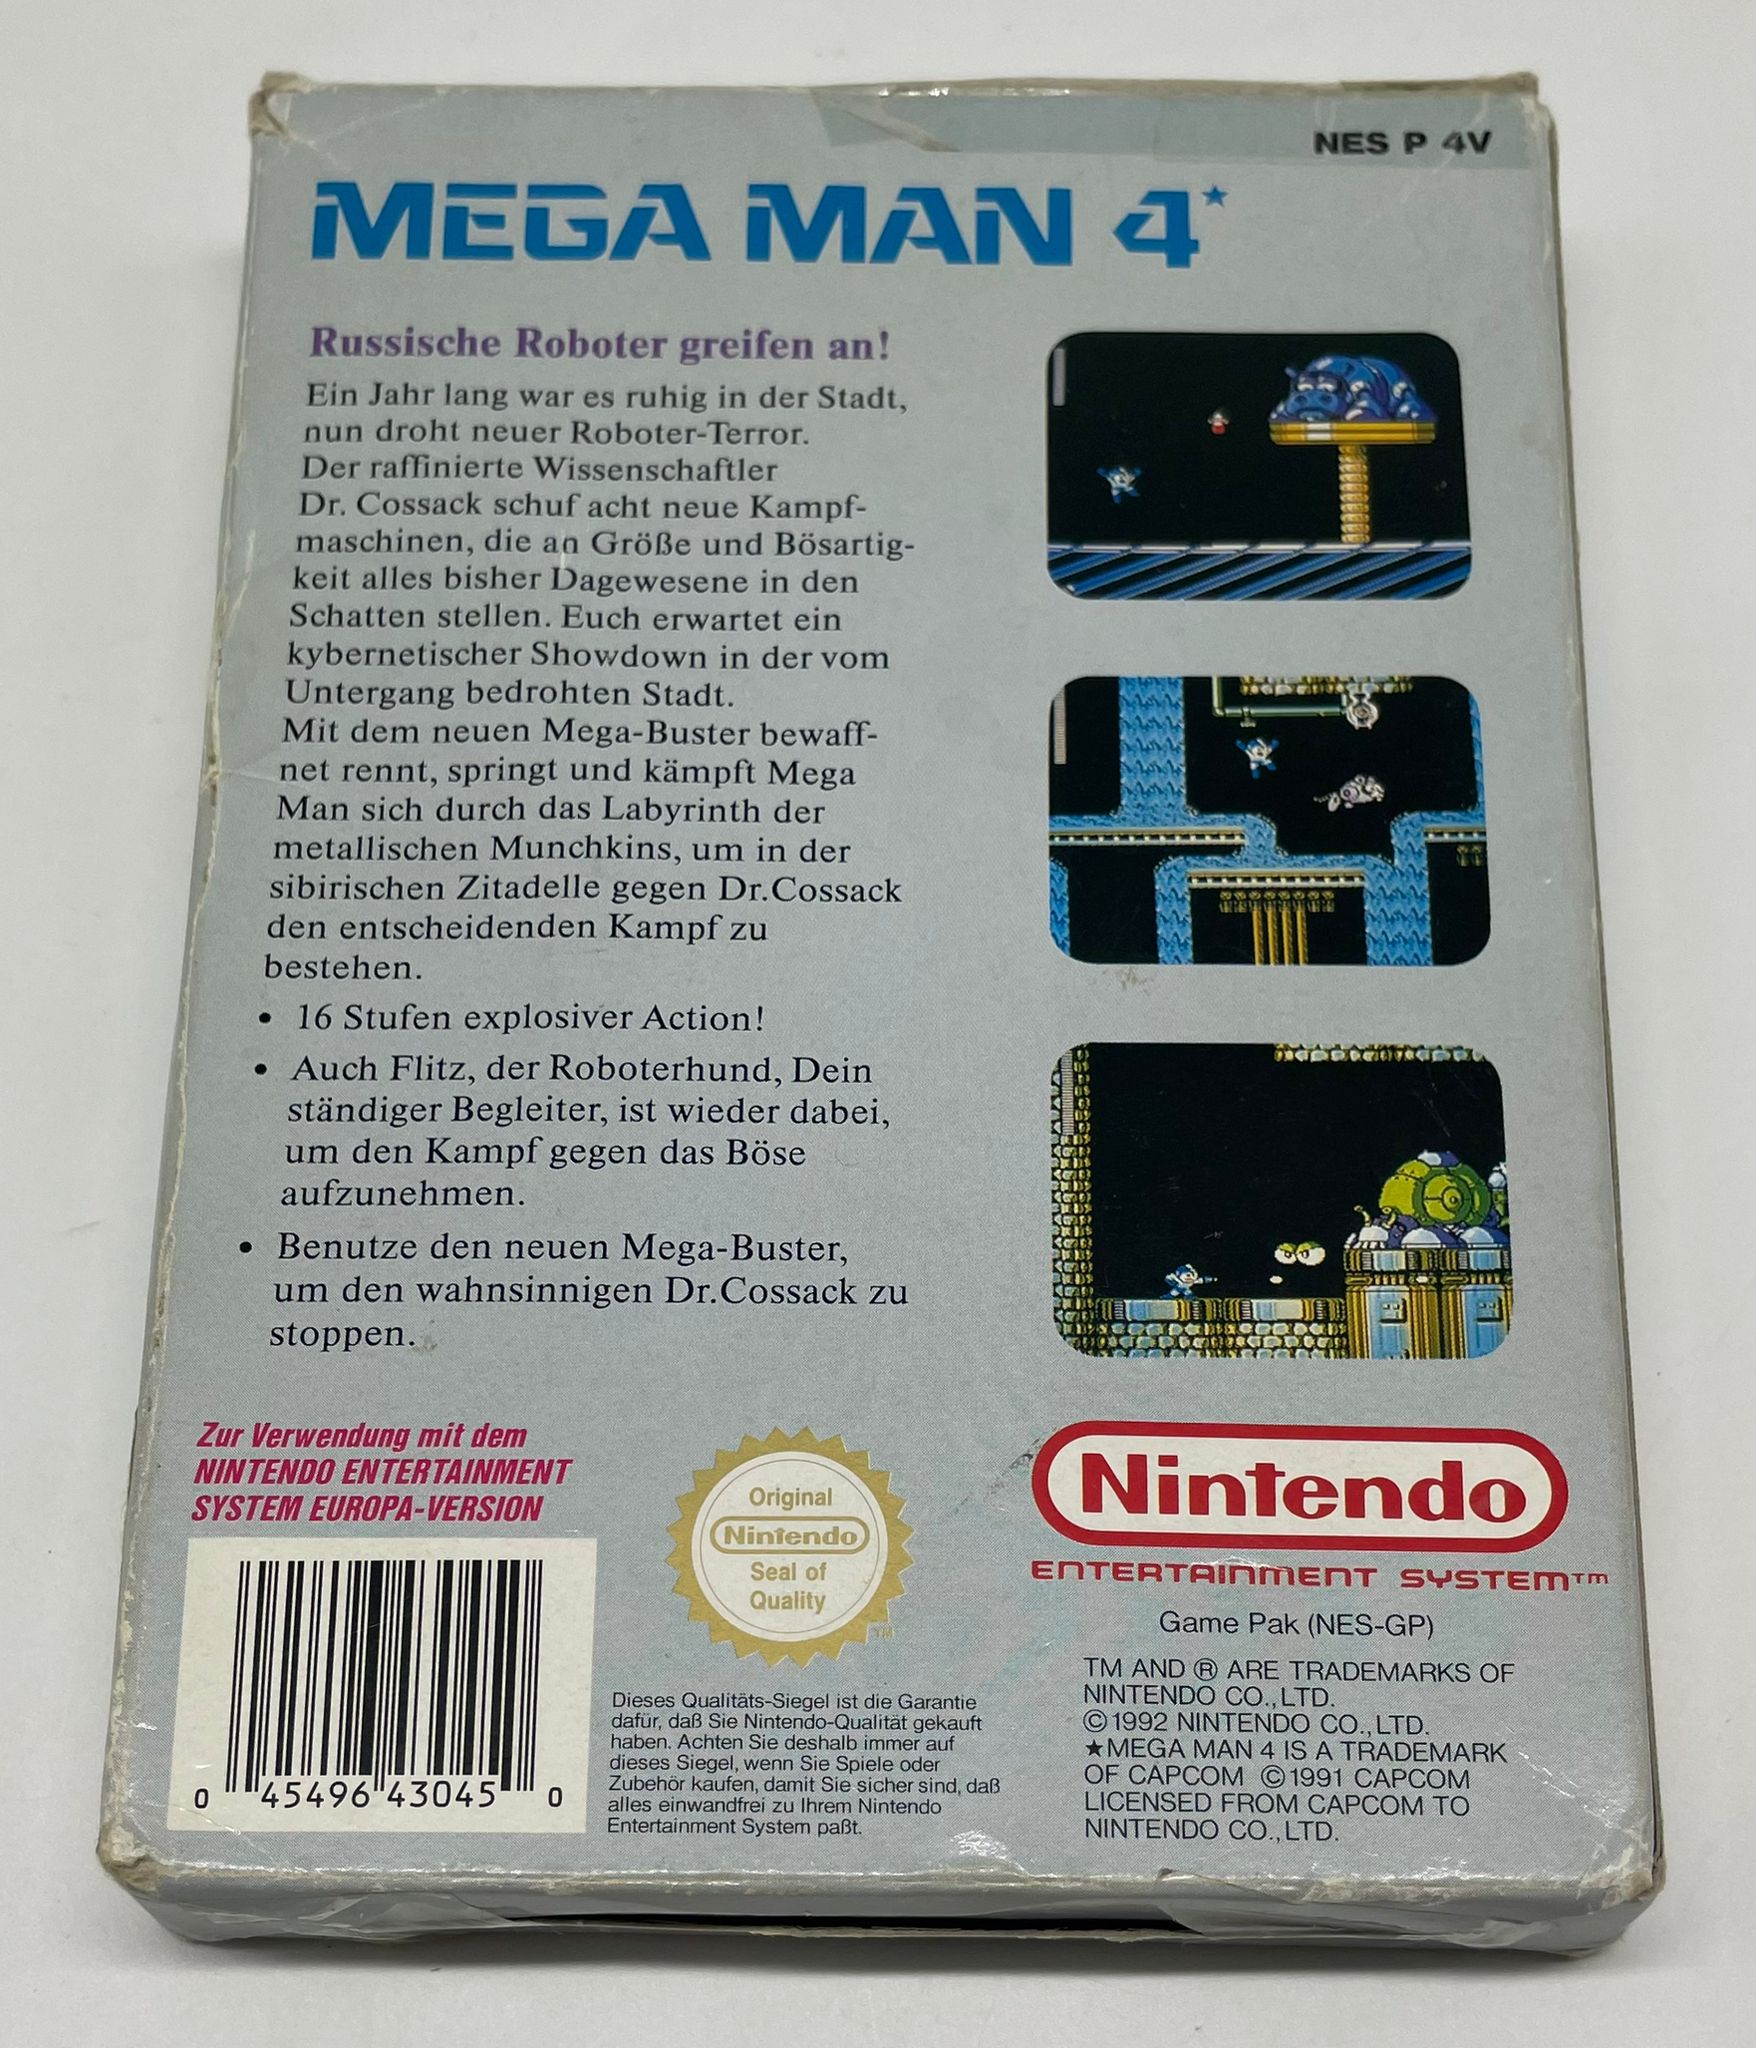 NES P 4V
MEGA MAN 4★
Russische Roboter greifen an!
Ein Jahr lang war es ruhig in der Stadt,
nun droht neuer Roboter-Terror.
Der raffinierte Wissenschaftler
Dr. Cossack schuf acht neue Kampf-
maschinen, die an Größe und Bösartig-
keit alles bisher Dagewesene in den
Schatten stellen. Euch erwartet ein
kybernetischer Showdown in der vom
Untergang bedrohten Stadt.
Mit dem neuen Mega-Buster bewaff-
net rennt, springt und kämpft Mega
Man sich durch das Labyrinth der
metallischen Munchkins, um in der
sibirischen Zitadelle gegen Dr.Cossack
den entscheidenden Kampf zu
bestehen.
• 16 Stufen explosiver Action!
• Auch Flitz, der Roboterhund, Dein
ständiger Begleiter, ist wieder dabei,
um den Kampf gegen das Böse
aufzunehmen.
• Benutze den neuen Mega-Buster,
um den wahnsinnigen Dr.Cossack zu
stoppen.
Zur Verwendung mit dem
NINTENDO ENTERTAINMENT
SYSTEM EUROPA-VERSION
0 45496 43045 0
Original
Nintendo
Seal of
Quality
TM
Dieses Qualitäts-Siegel ist die Garantie
dafür, daß Sie Nintendo-Qualität gekauft
haben. Achten Sie deshalb immer auf
dieses Siegel, wenn Sie Spiele oder
Zubehör kaufen, damit Sie sicher sind, daß
alles einwandfrei zu Ihrem Nintendo
Entertainment System paßt.
Nintendo
ENTERTAINMENT SYSTEM™
Game Pak (NES-GP)
TM AND ® ARE TRADEMARKS OF
NINTENDO CO.,LTD.
©1992 NINTENDO CO.,LTD.
★MEGA MAN 4 IS A TRADEMARK
OF CAPCOM ©1991 CAPCOM
LICENSED FROM CAPCOM TO
NINTENDO CO.,LTD.